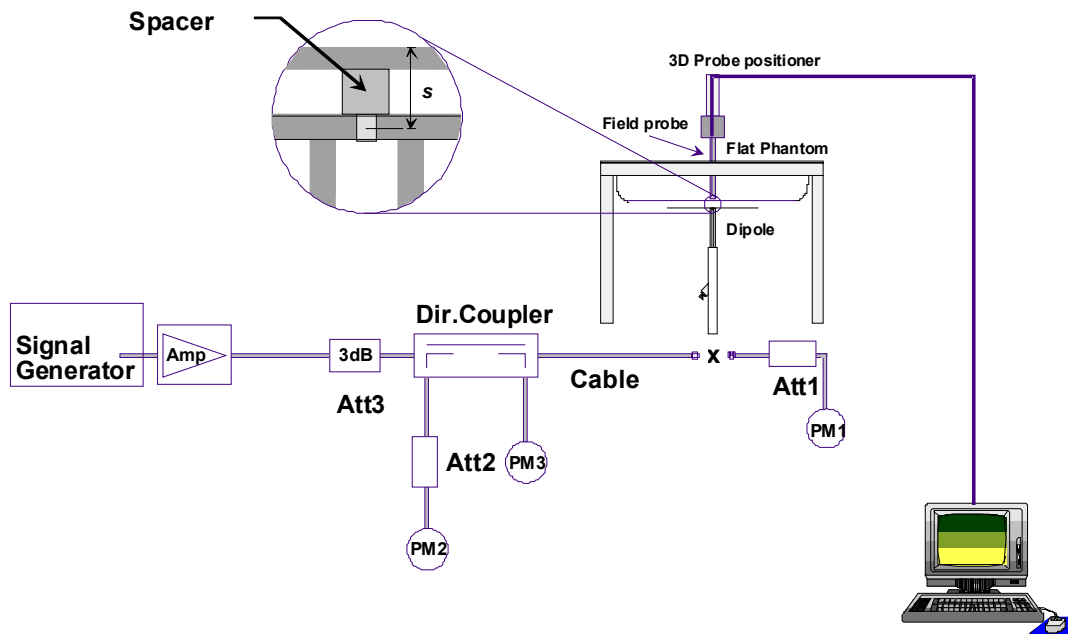 Spacer
s
3D Probe positioner
Field probe
Flat Phantom
Dipole
Dir.Coupler
Signal
Generator
Amp
3dB
Att3
Cable
x
Att1
PM1
Att2
PM3
PM2